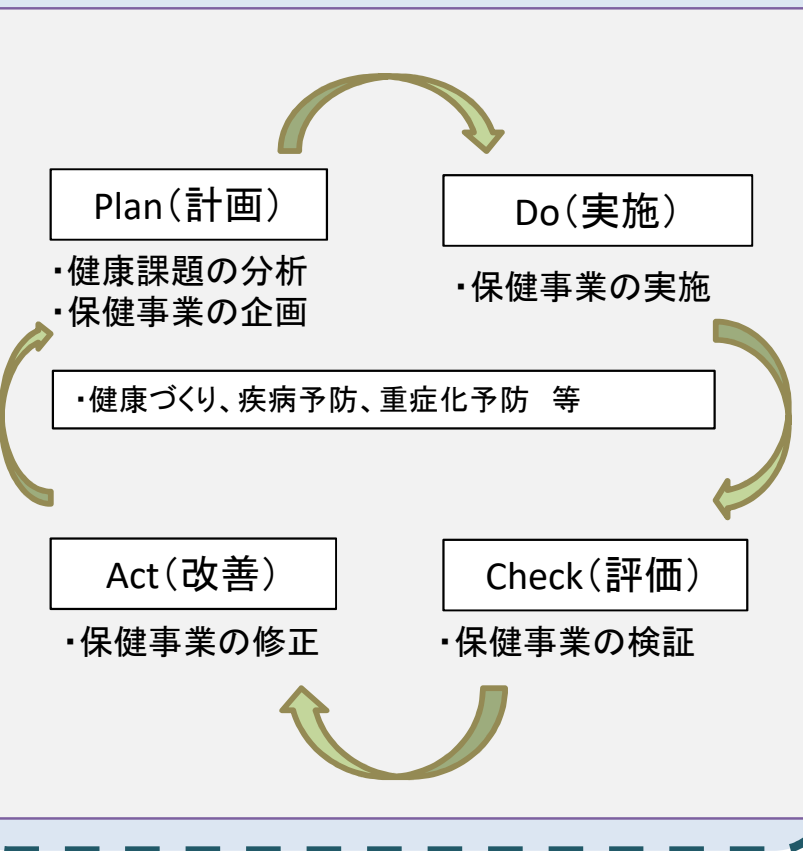 Plan(計画)
・健康課題の分析
・保健事業の企画
Do(実施)
・保健事業の実施
・健康づくり、疾病予防、重症化予防　等
Act(改善)
・保健事業の修正
Check(評価)
・保健事業の検証